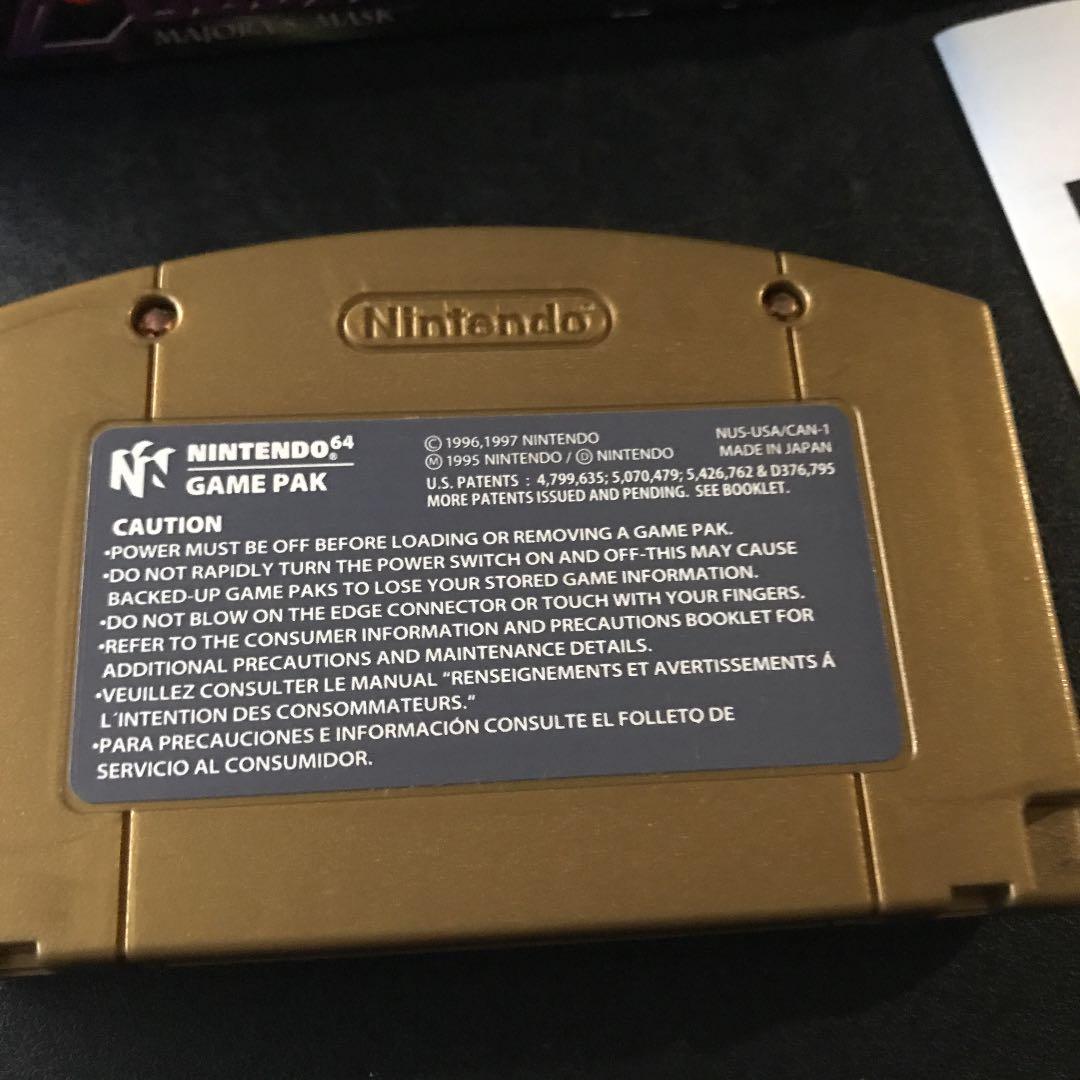 MAJORA'S MASK
Nintendo™
NINTENDO®64
GAME PAK
© 1996,1997 NINTENDO
Ⓜ 1995 NINTENDO / Ⓓ NINTENDO
NUS-USA/CAN-1
MADE IN JAPAN
U.S. PATENTS : 4,799,635; 5,070,479; 5,426,762 & D376,795
MORE PATENTS ISSUED AND PENDING. SEE BOOKLET.
CAUTION
•POWER MUST BE OFF BEFORE LOADING OR REMOVING A GAME PAK.
•DO NOT RAPIDLY TURN THE POWER SWITCH ON AND OFF-THIS MAY CAUSE
BACKED-UP GAME PAKS TO LOSE YOUR STORED GAME INFORMATION.
•DO NOT BLOW ON THE EDGE CONNECTOR OR TOUCH WITH YOUR FINGERS.
•REFER TO THE CONSUMER INFORMATION AND PRECAUTIONS BOOKLET FOR
ADDITIONAL PRECAUTIONS AND MAINTENANCE DETAILS.
•VEUILLEZ CONSULTER LE MANUAL "RENSEIGNEMENTS ET AVERTISSEMENTS Á
L'INTENTION DES CONSOMMATEURS."
•PARA PRECAUCIONES E INFORMACIÓN CONSULTE EL FOLLETO DE
SERVICIO AL CONSUMIDOR.